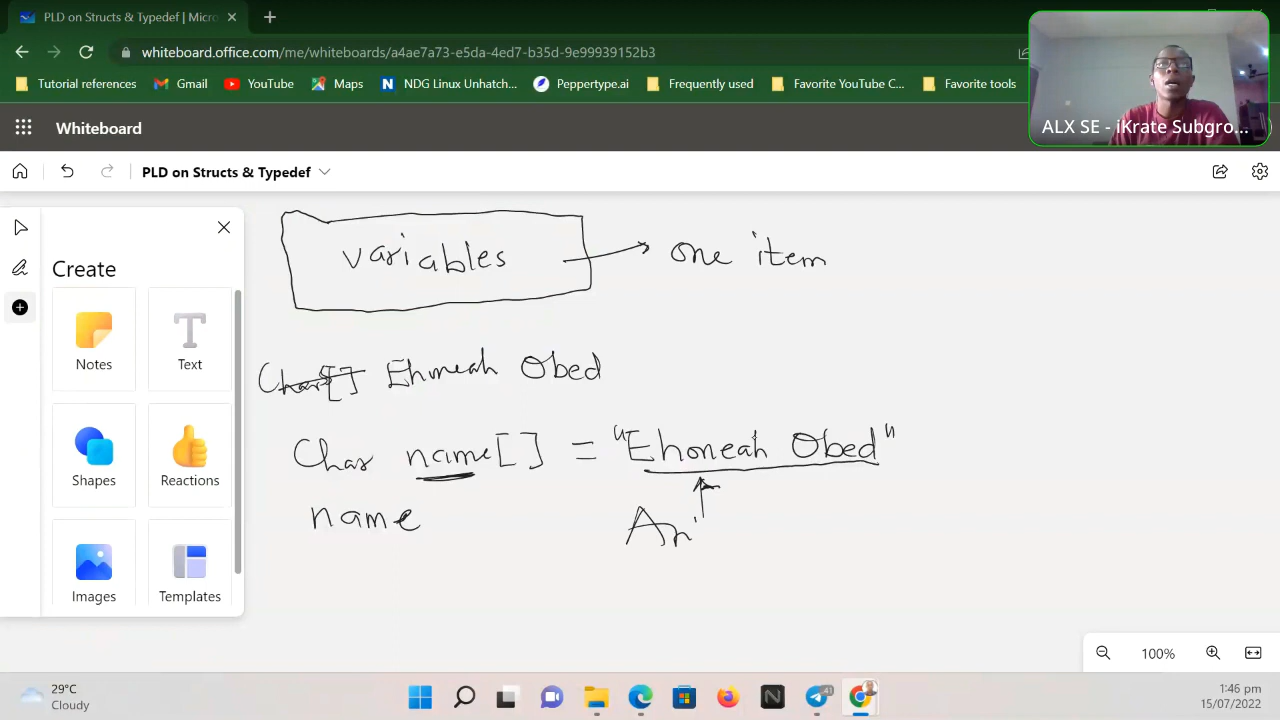 PLD on Structs & Typedef | Micro
whiteboard.office.com/me/whiteboards/a4ae7a73-e5da-4ed7-b35d-9e99939152b3
Tutorial references Gmail YouTube Maps NDG Linux Unhatch... Peppertype.ai Frequently used Favorite YouTube C... Favorite tools
ALX SE - iKrate Subgro...
Whiteboard
PLD on Structs & Typedef
Create
Notes Text
Shapes Reactions
Images Templates
variables → one item
Char[] Ehmeah Obed
Char name[] = "Ehoneah Obed"
name
An
100%
29°C
Cloudy
41
1:46 pm
15/07/2022